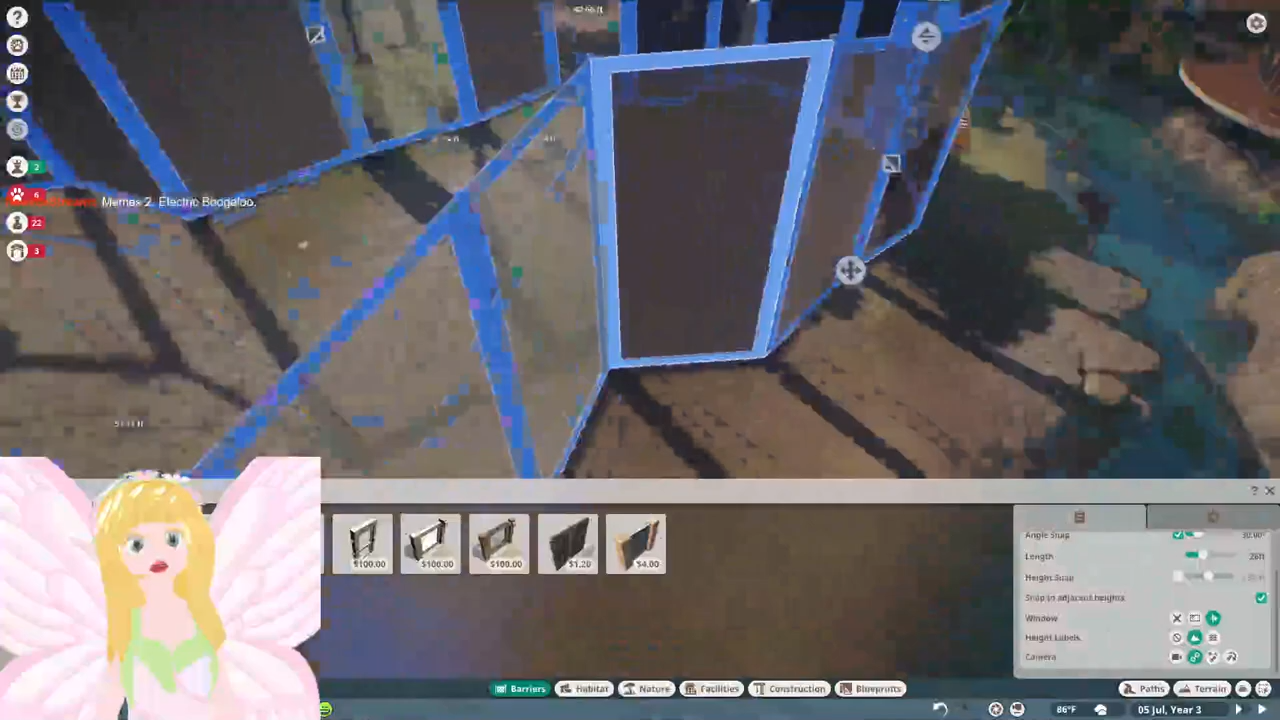 2
6
Memes 2. Electric Boogaloo.
22
3
? ×
$100.00 $100.00 $100.00 $1.20 $4.00
Angle Snap
Length 26ft
Height Snap
Snap to adjacent heights
Window
Height Labels
Camera
Barriers Habitat Nature Facilities Construction Blueprints Paths Terrain
86°F 05 Jul, Year 3